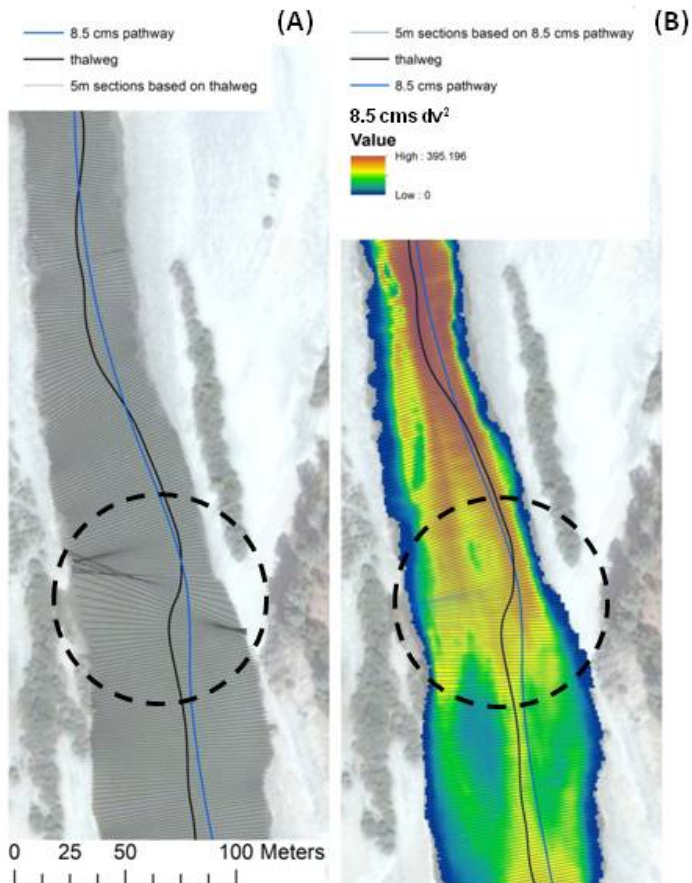 (A)
8.5 cms pathway
thalweg
5m sections based on thalweg
(B)
5m sections based on 8.5 cms pathway
thalweg
8.5 cms pathway
8.5 cms dv²
Value
High : 395.196
Low : 0
0 25 50 100 Meters